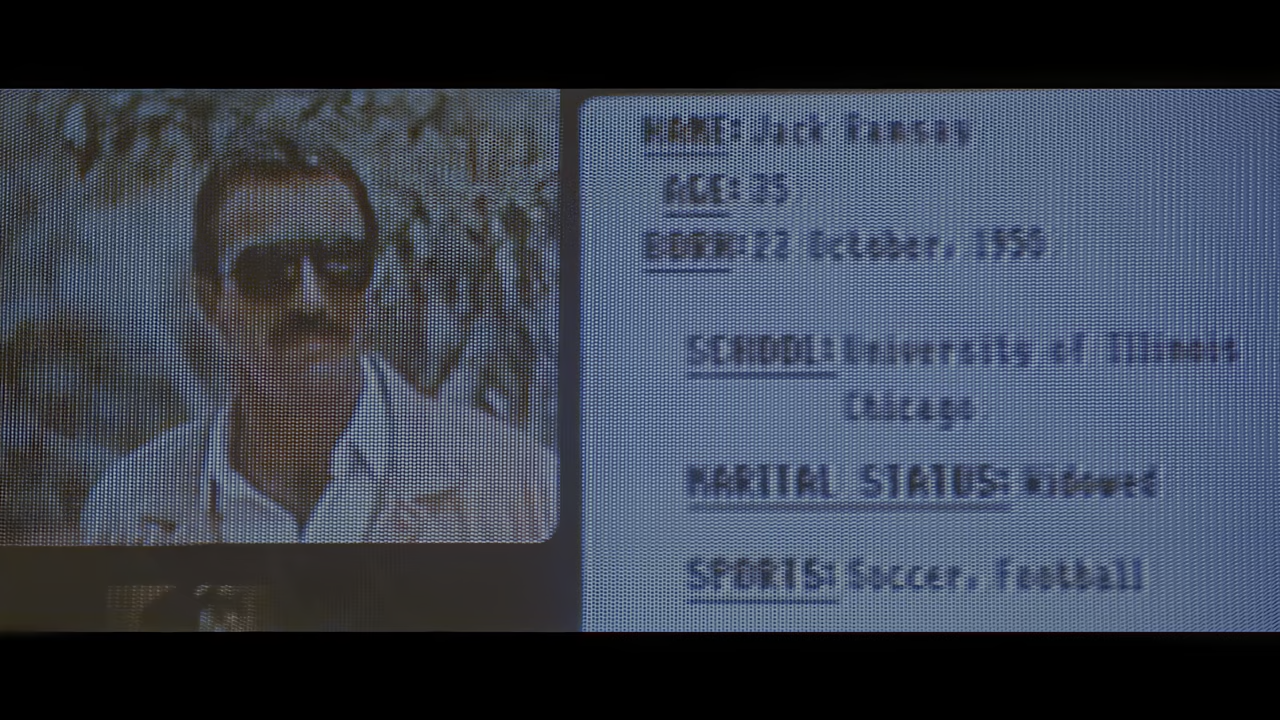 NAME: Jack Ramsay
AGE: 35
BORN: 22 October, 1950
SCHOOL: University of Illinois
Chicago
MARITAL STATUS: Widowed
SPORTS: Soccer, Football